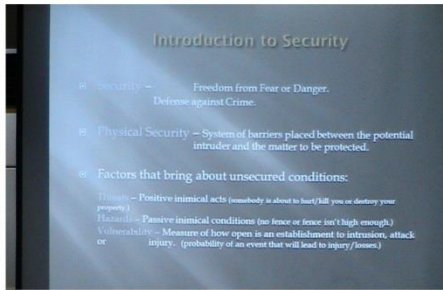 Introduction to Security
Security – Freedom from Fear or Danger.
Defense against Crime.
Physical Security – System of barriers placed between the potential
intruder and the matter to be protected.
Factors that bring about unsecured conditions:
Threats – Positive inimical acts (somebody is about to hurt/kill you or destroy your
property.)
Hazards – Passive inimical conditions (no fence or fence isn't high enough.)
Vulnerability – Measure of how open is an establishment to intrusion, attack
or injury. (probability of an event that will lead to injury/losses.)